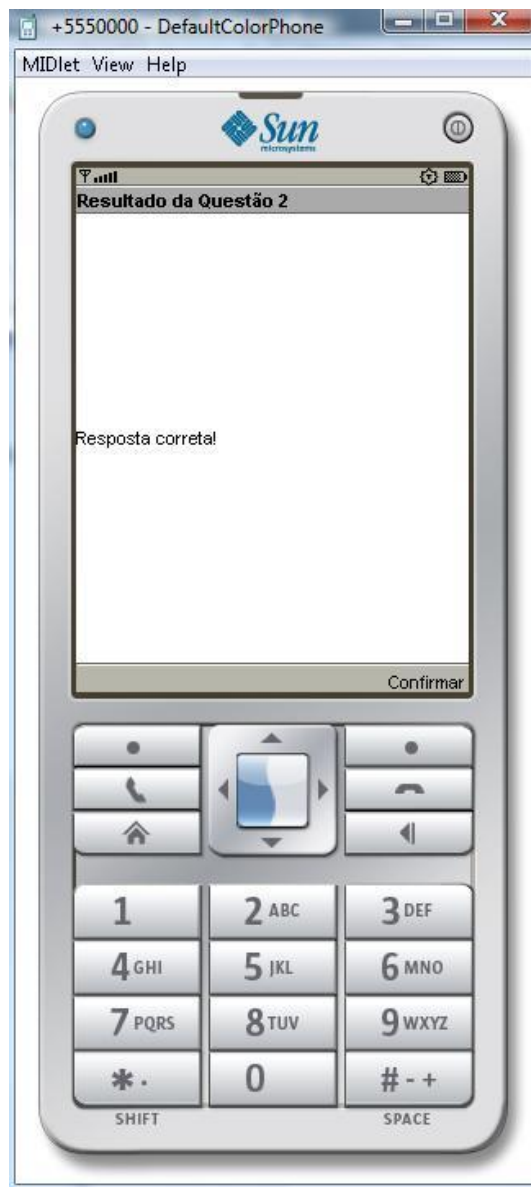 +5550000 - DefaultColorPhone
MIDlet View Help
Sun
microsystems
Resultado da Questão 2
Resposta correta!
Confirmar
1
2 ABC
3 DEF
4 GHI
5 JKL
6 MNO
7 PQRS
8 TUV
9 WXYZ
* .
0
# - +
SHIFT
SPACE